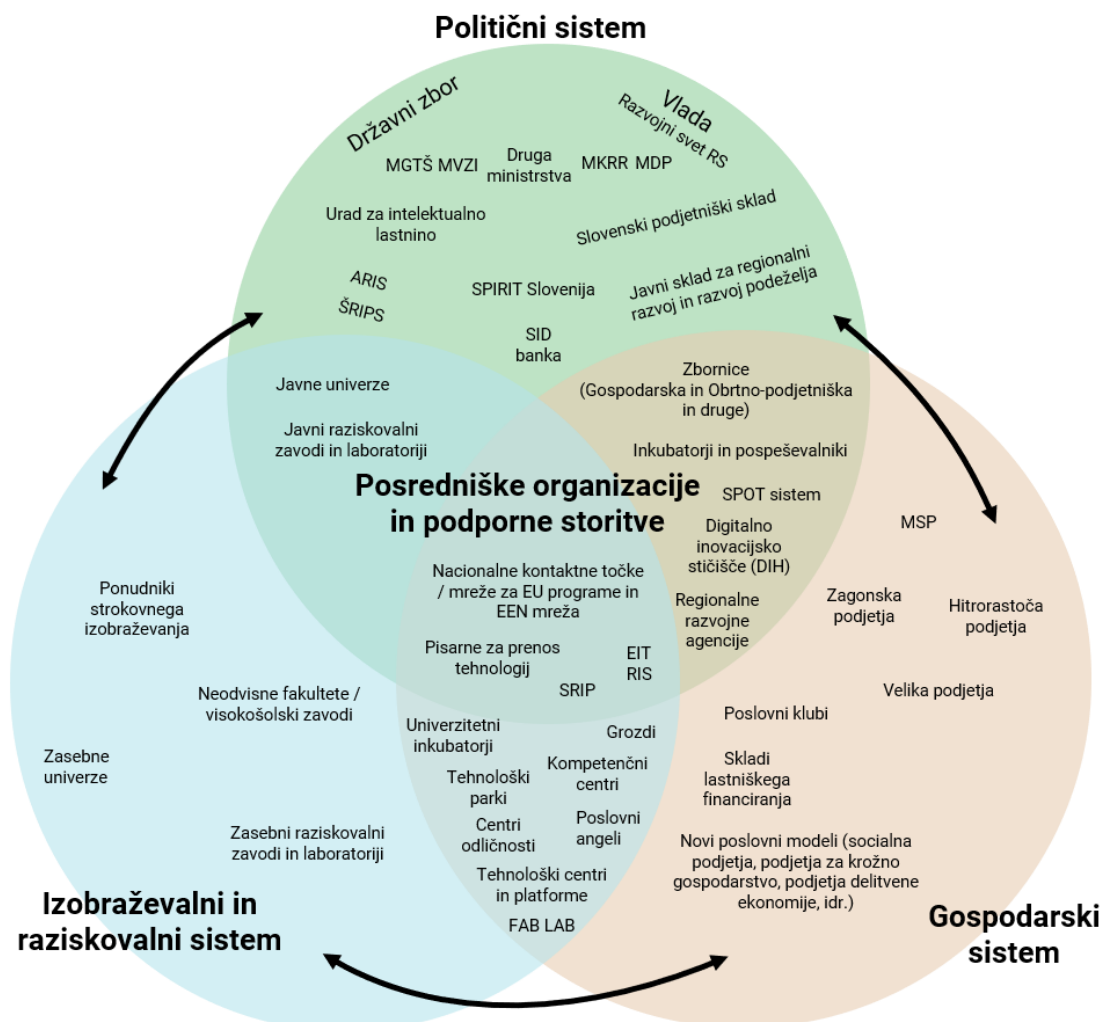 Politični sistem
Državni zbor
Vlada
Razvojni svet RS
MGTŠ MVZI
Druga
ministrstva
MKRR MDP
Urad za intelektualno
lastnino
Slovenski podjetniški sklad
ARIS
ŠRIPS
SPIRIT Slovenija
Javni sklad za regionalni
razvoj in razvoj podeželja
SID
banka
Javne univerze
Javni raziskovalni
zavodi in laboratoriji
Zbornice
(Gospodarska in Obrtno-podjetniška
in druge)
Inkubatorji in pospeševalniki
SPOT sistem
Digitalno
inovacijsko
stičišče (DIH)
Regionalne
razvojne
agencije
Posredniške organizacije
in podporne storitve
Nacionalne kontaktne točke
/ mreže za EU programe in
EEN mreža
Pisarne za prenos
tehnologij
EIT
RIS
SRIP
Univerzitetni
inkubatorji
Grozdi
Tehnološki
parki
Kompetenčni
centri
Centri
odličnosti
Poslovni
angeli
Tehnološki centri
in platforme
FAB LAB
Ponudniki
strokovnega
izobraževanja
Neodvisne fakultete /
visokošolski zavodi
Zasebne
univerze
Zasebni raziskovalni
zavodi in laboratoriji
Izobraževalni in
raziskovalni sistem
MSP
Zagonska
podjetja
Hitrorastoča
podjetja
Velika podjetja
Poslovni klubi
Skladi
lastniškega
financiranja
Novi poslovni modeli (socialna
podjetja, podjetja za krožno
gospodarstvo, podjetja delitvene
ekonomije, idr.)
Gospodarski
sistem